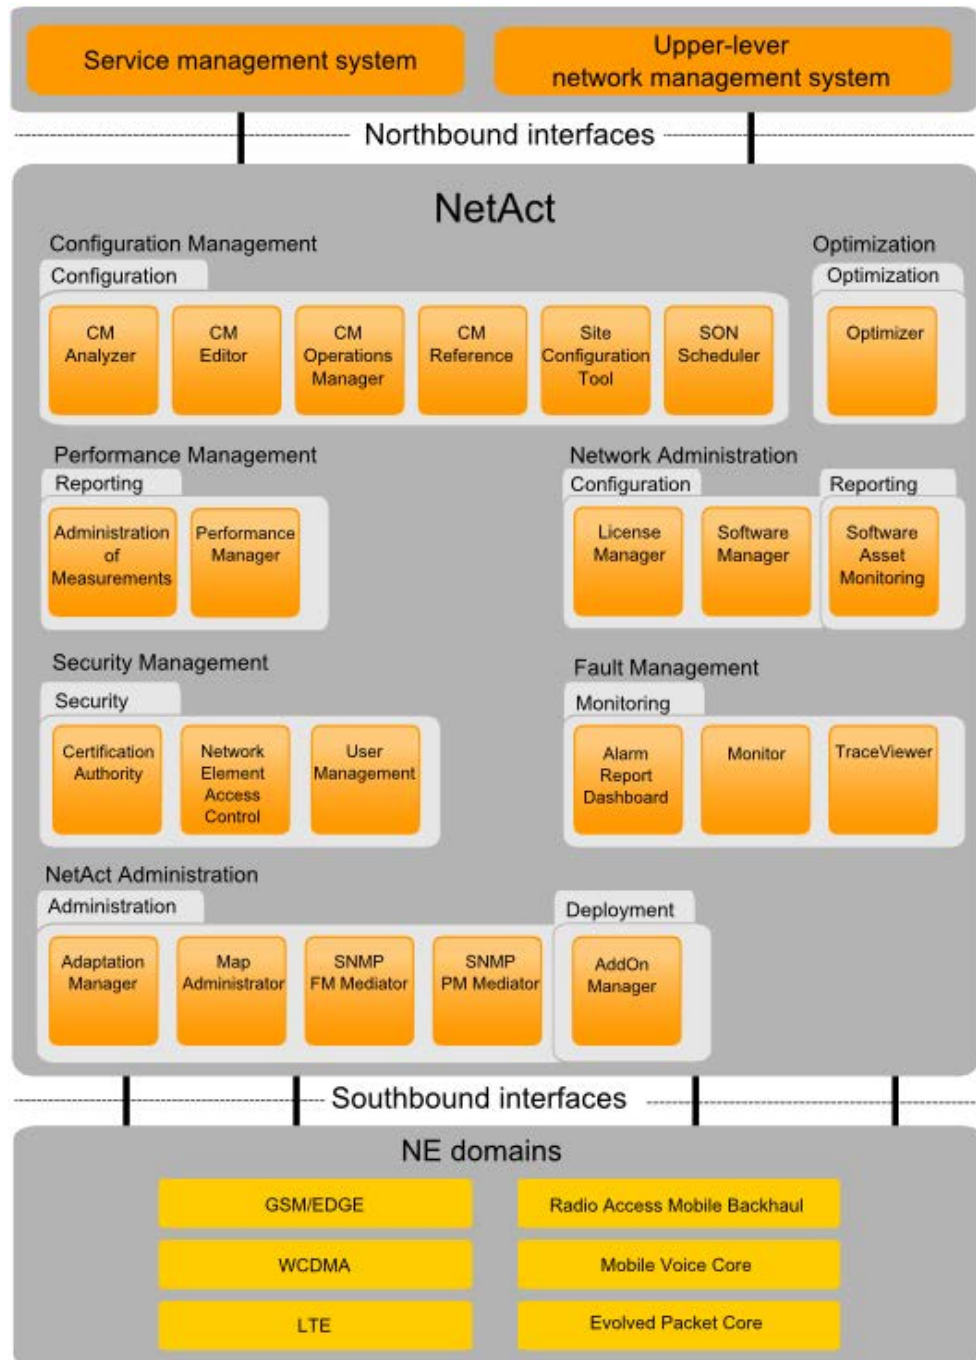 Service management system
Upper-lever
network management system
Northbound interfaces
NetAct
Configuration Management
Configuration
CM
Analyzer
CM
Editor
CM
Operations
Manager
CM
Reference
Site
Configuration
Tool
SON
Scheduler
Optimization
Optimization
Optimizer
Performance Management
Reporting
Administration
of
Measurements
Performance
Manager
Network Administration
Configuration
License
Manager
Software
Manager
Reporting
Software
Asset
Monitoring
Security Management
Security
Certification
Authority
Network
Element
Access
Control
User
Management
Fault Management
Monitoring
Alarm
Report
Dashboard
Monitor
TraceViewer
NetAct Administration
Administration
Adaptation
Manager
Map
Administrator
SNMP
FM Mediator
SNMP
PM Mediator
Deployment
AddOn
Manager
Southbound interfaces
NE domains
GSM/EDGE
Radio Access Mobile Backhaul
WCDMA
Mobile Voice Core
LTE
Evolved Packet Core